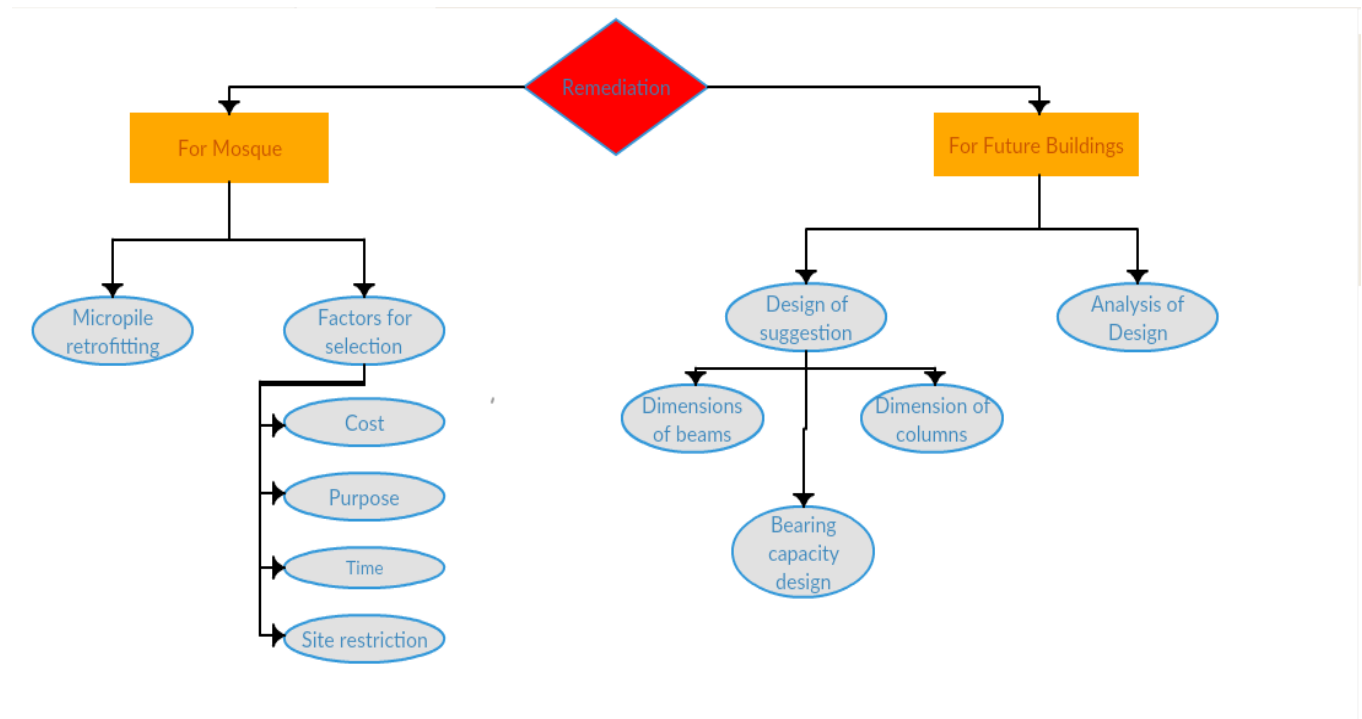 Remediation
For Mosque
For Future Buildings
Micropile
retrofitting
Factors for
selection
Cost
Purpose
Time
Site restriction
Design of
suggestion
Analysis of
Design
Dimensions
of beams
Dimension of
columns
Bearing
capacity
design